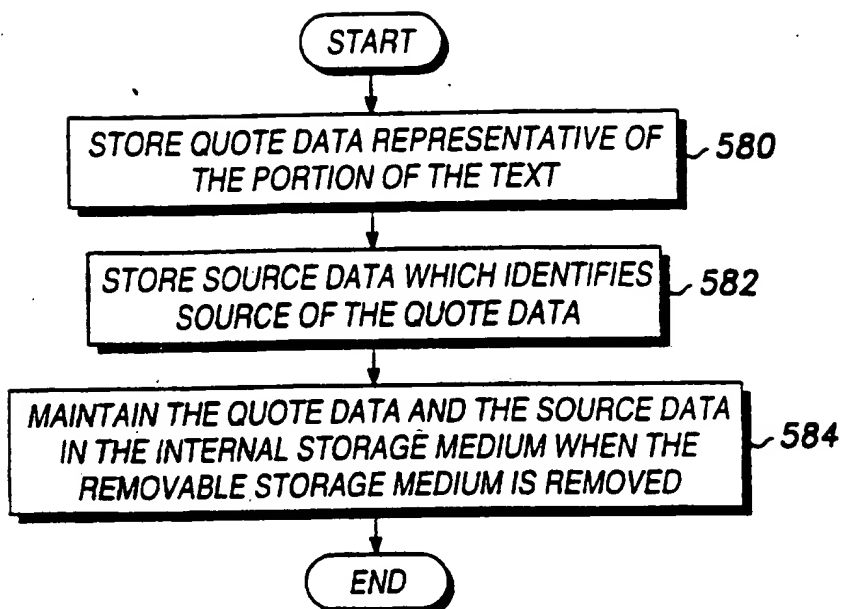 START
STORE QUOTE DATA REPRESENTATIVE OF
THE PORTION OF THE TEXT
580
STORE SOURCE DATA WHICH IDENTIFIES
SOURCE OF THE QUOTE DATA
582
MAINTAIN THE QUOTE DATA AND THE SOURCE DATA
IN THE INTERNAL STORAGE MEDIUM WHEN THE
REMOVABLE STORAGE MEDIUM IS REMOVED
584
END